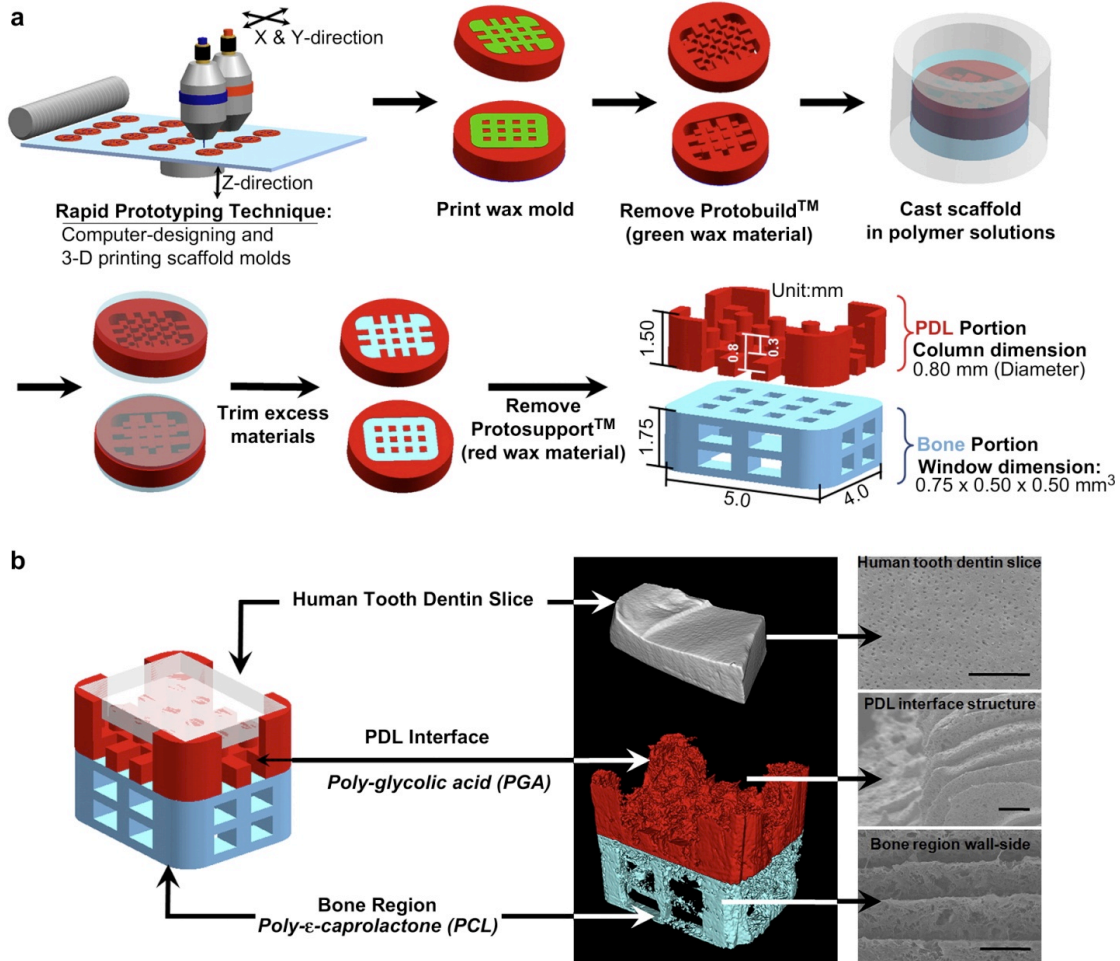 a
X & Y-direction
Z-direction
Rapid Prototyping Technique:
Computer-designing and
3-D printing scaffold molds
Print wax mold
Remove Protobuild™
(green wax material)
Cast scaffold
in polymer solutions
Trim excess
materials
Remove
Protosupport™
(red wax material)
Unit:mm
1.50
0.8
0.3
1.75
5.0
4.0
PDL Portion
Column dimension
0.80 mm (Diameter)
Bone Portion
Window dimension:
0.75 x 0.50 x 0.50 mm³
b
Human Tooth Dentin Slice
PDL Interface
Poly-glycolic acid (PGA)
Bone Region
Poly-ε-caprolactone (PCL)
Human tooth dentin slice
PDL interface structure
Bone region wall-side